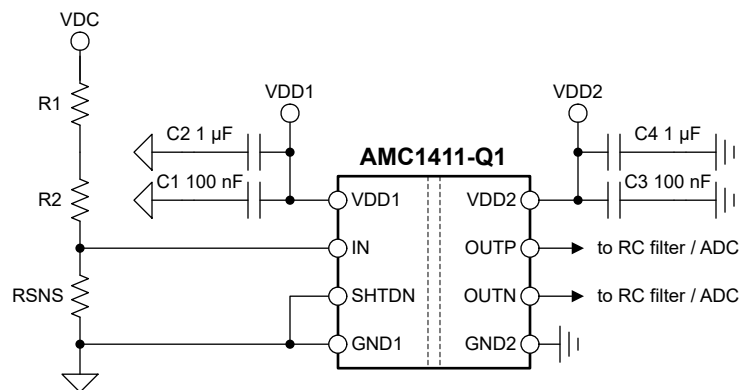 VDC
R1
R2
RSNS
VDD1
C2 1 µF
C1 100 nF
AMC1411-Q1
VDD1
IN
SHTDN
GND1
VDD2
OUTP
OUTN
GND2
VDD2
C4 1 µF
C3 100 nF
to RC filter / ADC
to RC filter / ADC